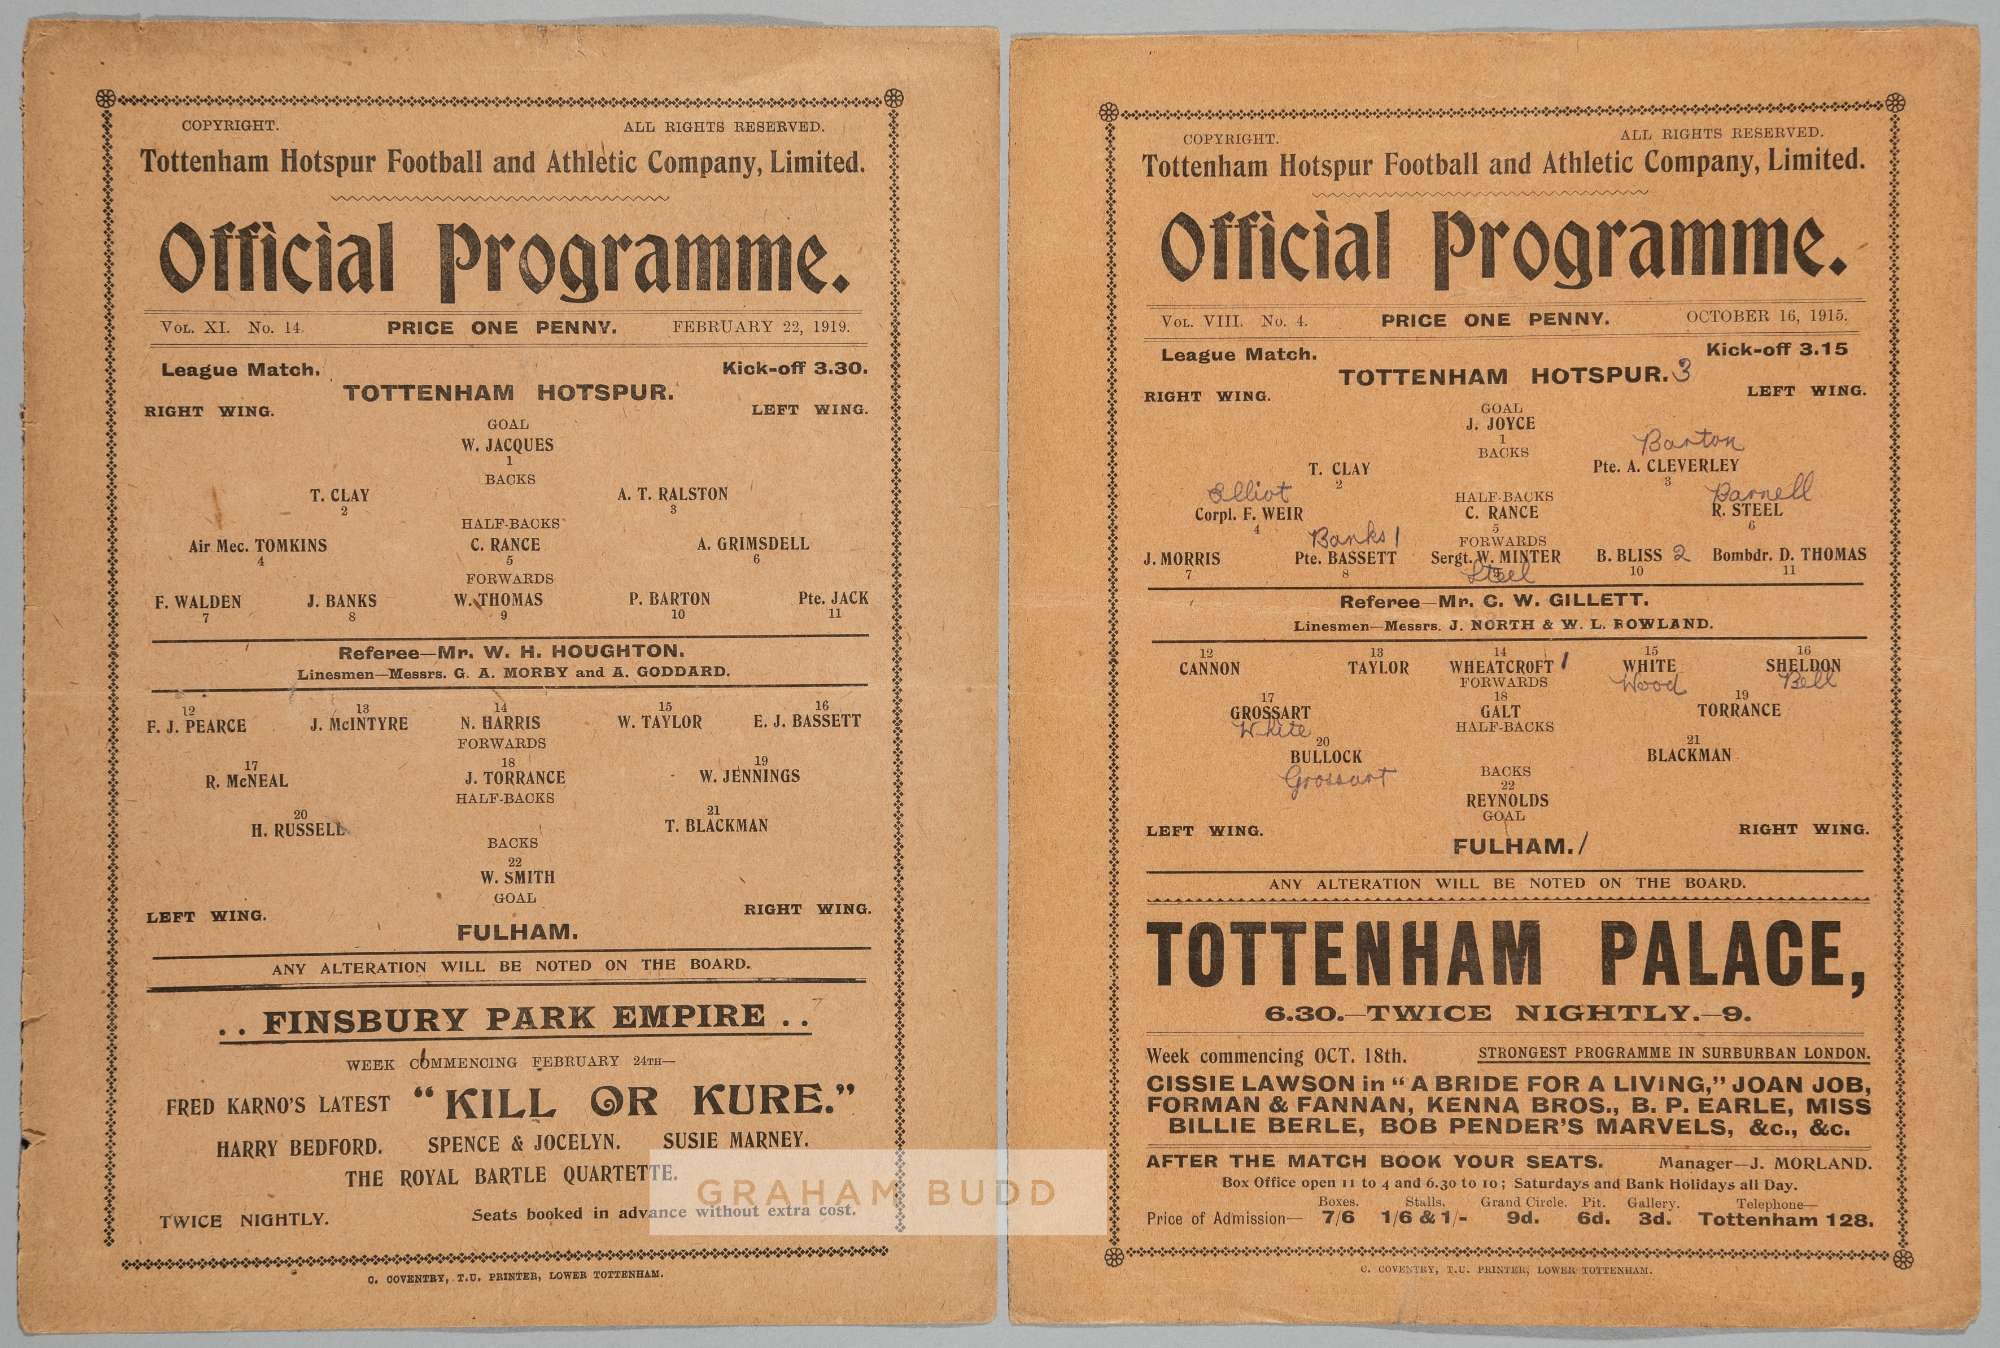 COPYRIGHT. ALL RIGHTS RESERVED.
Tottenham Hotspur Football and Athletic Company, Limited.
Official Programme.
VOL. XI. No. 14. PRICE ONE PENNY. FEBRUARY 22, 1919.
League Match. Kick-off 3.30.
TOTTENHAM HOTSPUR.
RIGHT WING. LEFT WING.
GOAL
W. JACQUES
1
BACKS
T. CLAY A. T. RALSTON
2 3
HALF-BACKS
Air Mec. TOMKINS C. RANCE A. GRIMSDELL
4 5 6
FORWARDS
F. WALDEN J. BANKS W. THOMAS P. BARTON Pte. JACK
7 8 9 10 11
Referee—Mr. W. H. HOUGHTON.
Linesmen—Messrs. G. A. MORBY and A. GODDARD.
12 13 14 15 16
F. J. PEARCE J. McINTYRE N. HARRIS W. TAYLOR E. J. BASSETT
FORWARDS
17 18 19
R. McNEAL J. TORRANCE W. JENNINGS
HALF-BACKS
20 21
H. RUSSELL T. BLACKMAN
BACKS
22
W. SMITH
GOAL
LEFT WING. RIGHT WING.
FULHAM.
ANY ALTERATION WILL BE NOTED ON THE BOARD.
.. FINSBURY PARK EMPIRE ..
WEEK COMMENCING FEBRUARY 24TH—
FRED KARNO'S LATEST "KILL OR KURE."
HARRY BEDFORD. SPENCE & JOCELYN. SUSIE MARNEY.
THE ROYAL BARTLE QUARTETTE.
TWICE NIGHTLY. Seats booked in advance without extra cost.
C. COVENTRY, T.U. PRINTER, LOWER TOTTENHAM.
COPYRIGHT. ALL RIGHTS RESERVED.
Tottenham Hotspur Football and Athletic Company, Limited.
Official Programme.
VOL. VIII. No. 4. PRICE ONE PENNY. OCTOBER 16, 1915.
League Match. Kick-off 3.15
TOTTENHAM HOTSPUR. 3
RIGHT WING. LEFT WING.
GOAL
J. JOYCE
1
BACKS
Barton
T. CLAY Pte. A. CLEVERLEY
2 3
Elliot HALF-BACKS Darnell
Corpl. F. WEIR C. RANCE R. STEEL
4 5 6
Banks 1 FORWARDS
J. MORRIS Pte. BASSETT Sergt. W. MINTER B. BLISS 2 Bombdr. D. THOMAS
7 8 9 10 11
Steel
Referee—Mr. C. W. GILLETT.
Linesmen—Messrs. J. NORTH & W. L. ROWLAND.
12 13 14 15 16
CANNON TAYLOR WHEATCROFT 1 WHITE SHELDON
FORWARDS Wood Bell
17 18 19
GROSSART GALT TORRANCE
White HALF-BACKS
20 21
BULLOCK BLACKMAN
Grossart BACKS
22
REYNOLDS
GOAL
LEFT WING. RIGHT WING.
FULHAM. 1
ANY ALTERATION WILL BE NOTED ON THE BOARD.
TOTTENHAM PALACE,
6.30.—TWICE NIGHTLY.—9.
Week commencing OCT. 18th. STRONGEST PROGRAMME IN SURBURBAN LONDON.
CISSIE LAWSON in "A BRIDE FOR A LIVING," JOAN JOB,
FORMAN & FANNAN, KENNA BROS., B. P. EARLE, MISS
BILLIE BERLE, BOB PENDER'S MARVELS, &c., &c.
AFTER THE MATCH BOOK YOUR SEATS. Manager—J. MORLAND.
Box Office open 11 to 4 and 6.30 to 10; Saturdays and Bank Holidays all Day.
Boxes. Stalls. Grand Circle. Pit. Gallery. Telephone—
Price of Admission— 7/6 1/6 & 1/- 9d. 6d. 3d. Tottenham 128.
C. COVENTRY, T.U. PRINTER, LOWER TOTTENHAM.
GRAHAM BUDD